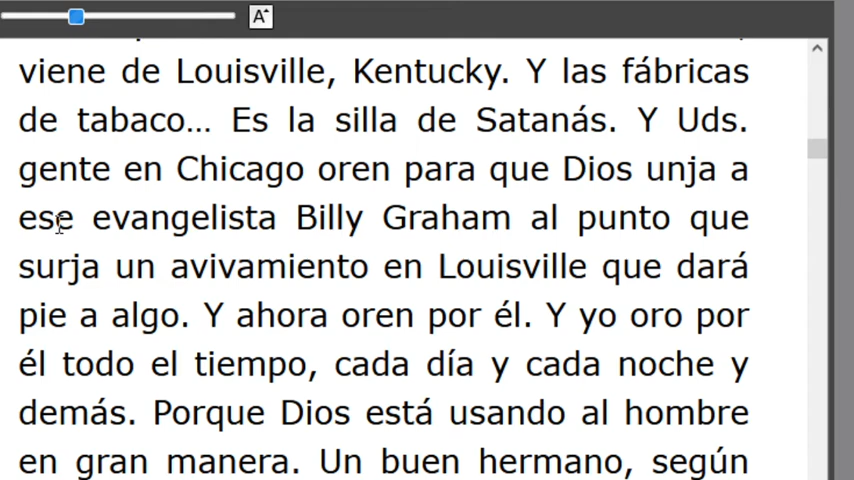 A
viene de Louisville, Kentucky. Y las fábricas
de tabaco... Es la silla de Satanás. Y Uds.
gente en Chicago oren para que Dios unja a
ese evangelista Billy Graham al punto que
surja un avivamiento en Louisville que dará
pie a algo. Y ahora oren por él. Y yo oro por
él todo el tiempo, cada día y cada noche y
demás. Porque Dios está usando al hombre
en gran manera. Un buen hermano, según